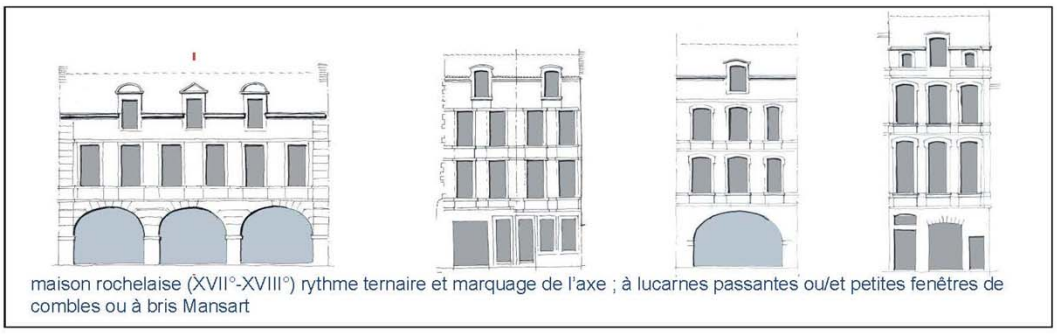 maison rochelaise (XVII°-XVIII°) rythme ternaire et marquage de l'axe ; à lucarnes passantes ou/et petites fenêtres de
combles ou à bris Mansart